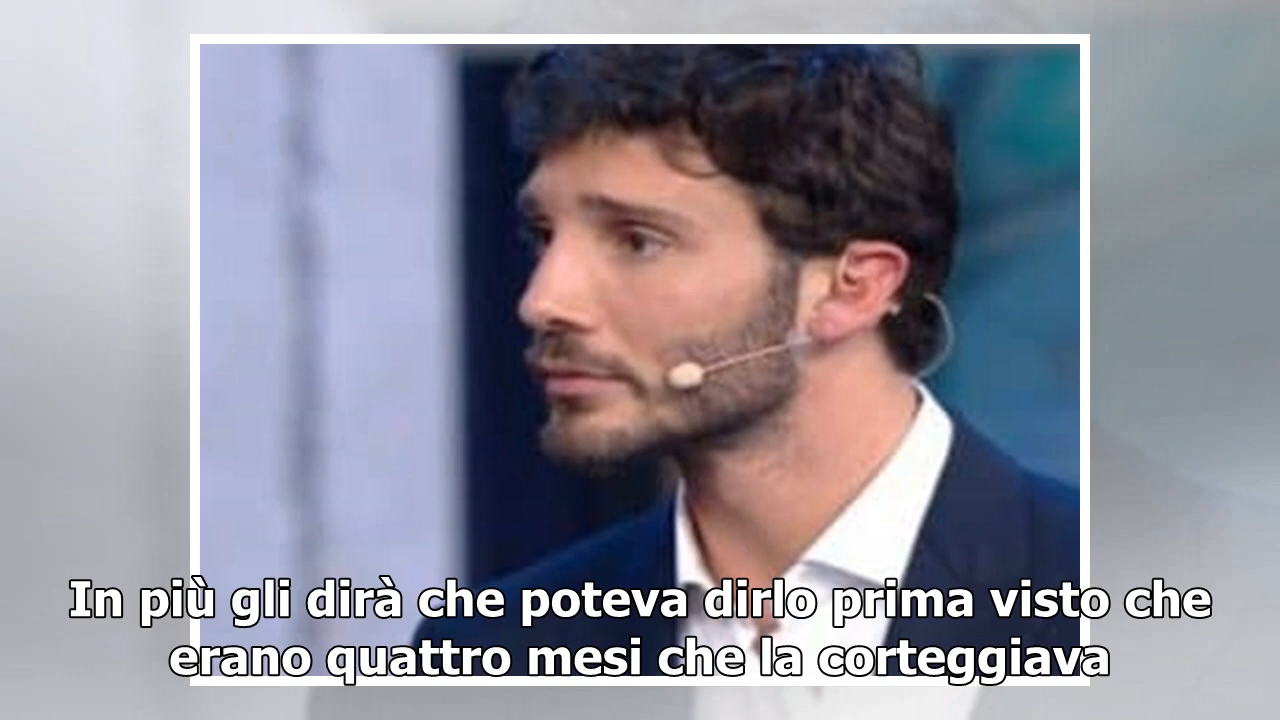 In più gli dirà che poteva dirlo prima visto che
erano quattro mesi che la corteggiava